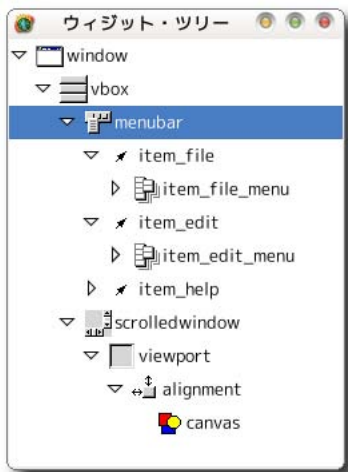 ウィジット・ツリー
window
vbox
menubar
item_file
item_file_menu
item_edit
item_edit_menu
item_help
scrolledwindow
viewport
alignment
canvas